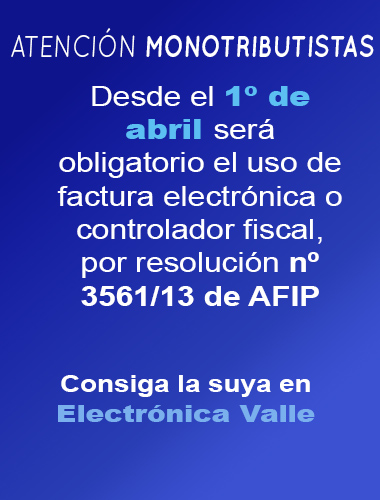 ATENCIÓN MONOTRIBUTISTAS
Desde el 1º de
abril será
obligatorio el uso de
factura electrónica o
controlador fiscal,
por resolución nº
3561/13 de AFIP
Consiga la suya en
Electrónica Valle